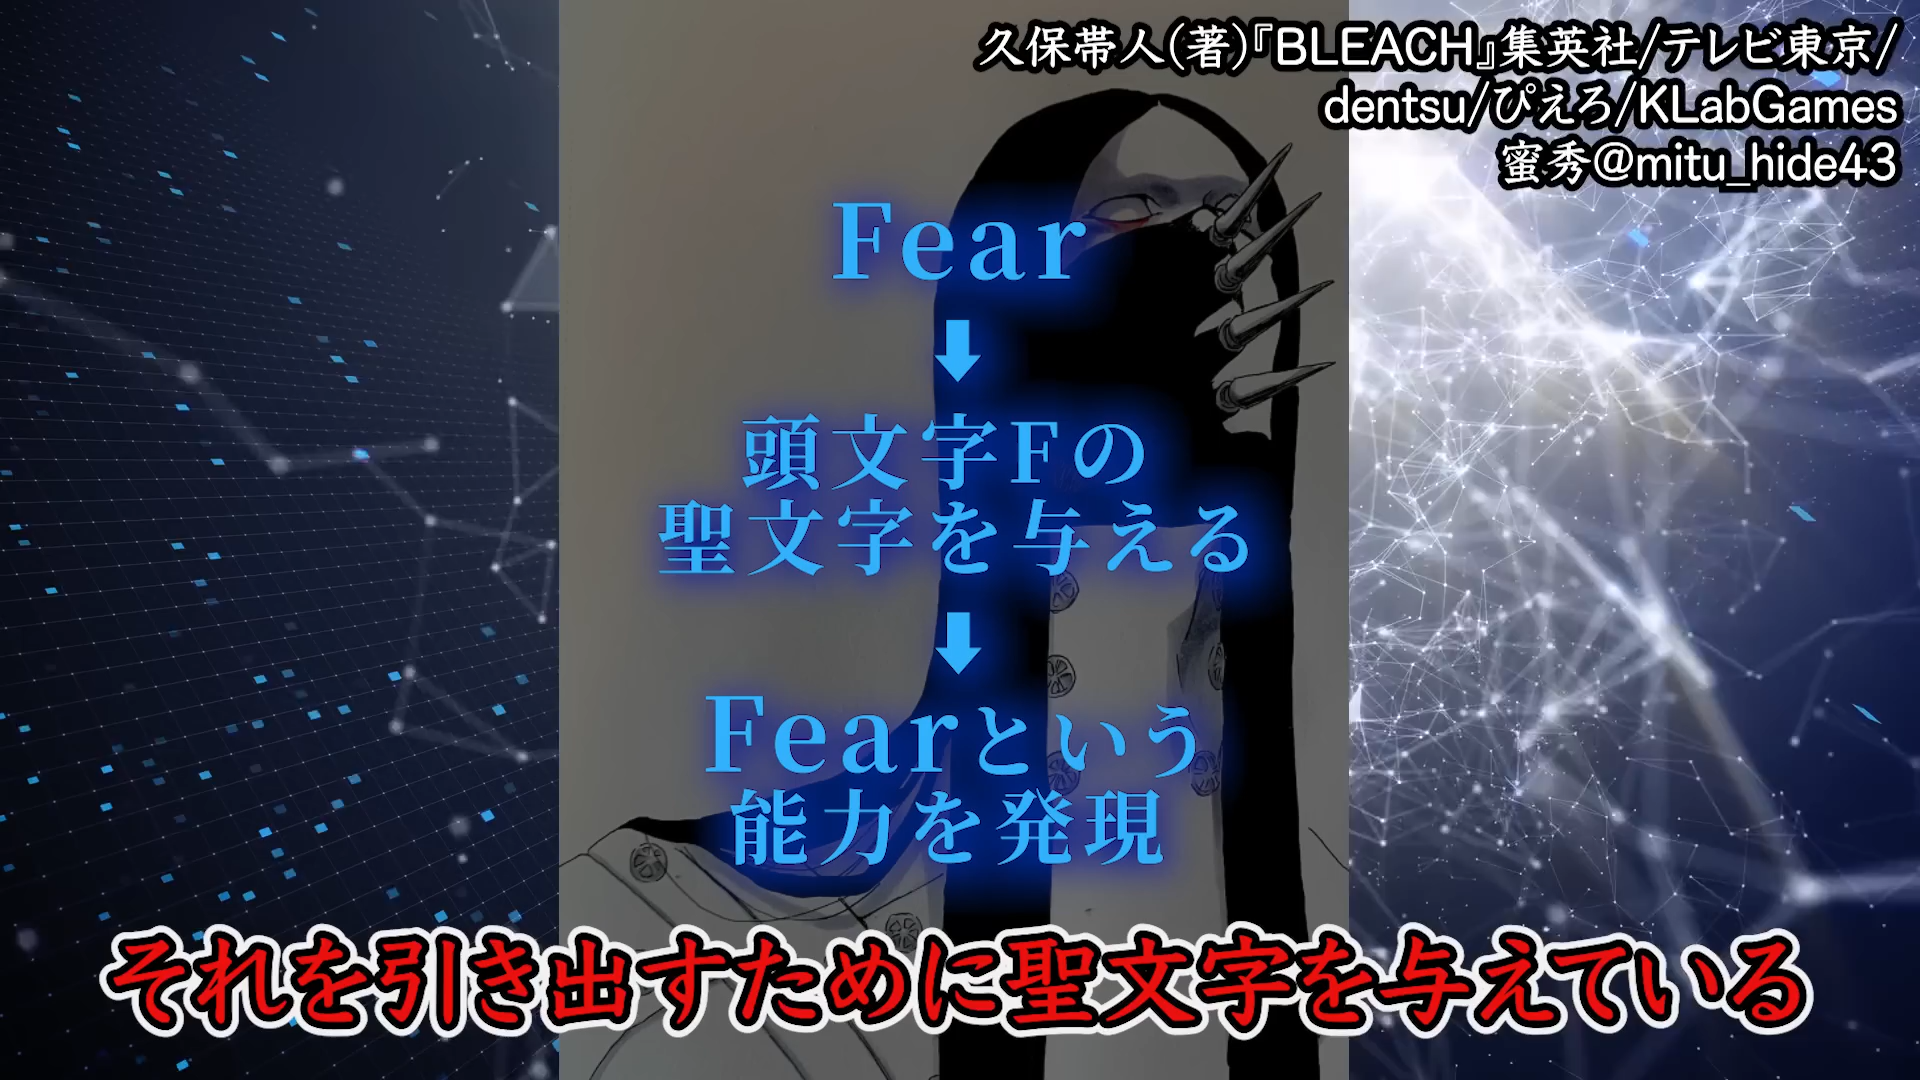 久保帯人(著)『BLEACH』集英社/テレビ東京/
dentsu/ぴえろ/KLabGames
蜜秀@mitu_hide43
Fear
⬇
頭文字Fの
聖文字を与える
⬇
Fearという
能力を発現
それを引き出すために聖文字を与えている